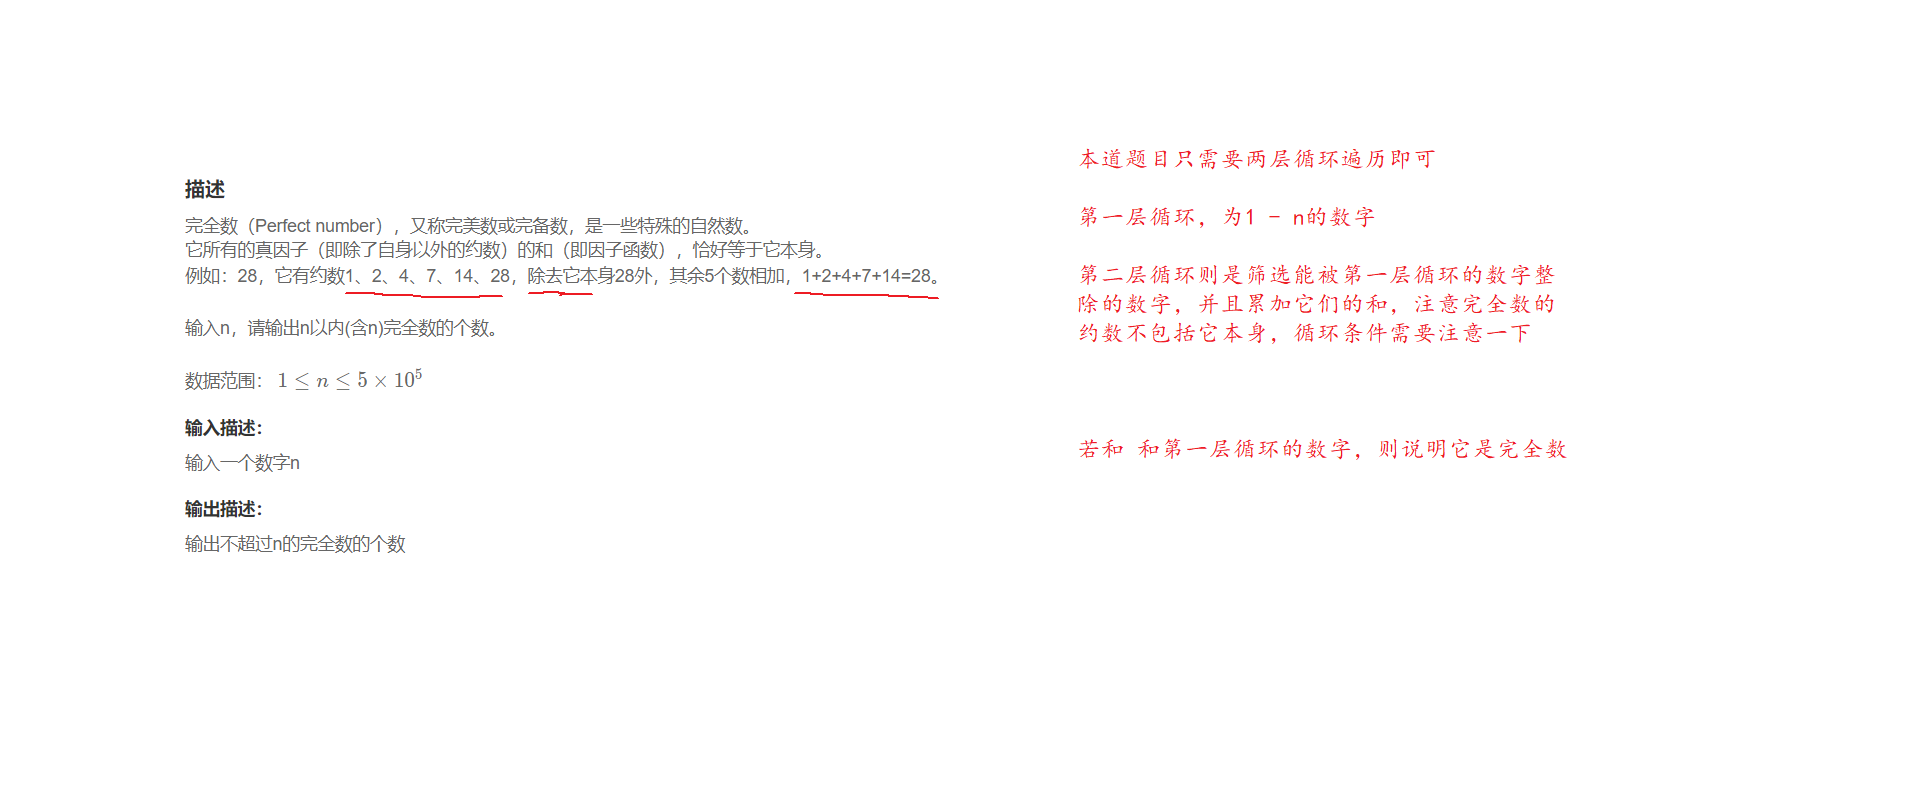 描述
完全数（Perfect number），又称完美数或完备数，是一些特殊的自然数。
它所有的真因子（即除了自身以外的约数）的和（即因子函数），恰好等于它本身。
例如：28，它有约数1、2、4、7、14、28，除去它本身28外，其余5个数相加，1+2+4+7+14=28。
输入n，请输出n以内(含n)完全数的个数。
数据范围： 1 ≤ n ≤ 5 × 10⁵
输入描述：
输入一个数字n
输出描述：
输出不超过n的完全数的个数
本道题目只需要两层循环遍历即可
第一层循环，为1 - n的数字
第二层循环则是筛选能被第一层循环的数字整
除的数字，并且累加它们的和，注意完全数的
约数不包括它本身，循环条件需要注意一下
若和 和第一层循环的数字，则说明它是完全数